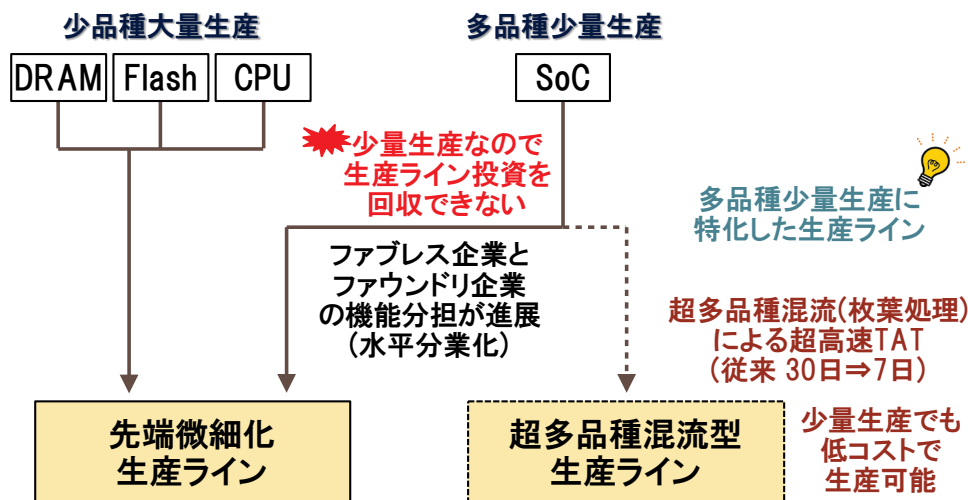 少品種大量生産
多品種少量生産
DRAM
Flash
CPU
SoC
少量生産なので
生産ライン投資を
回収できない
多品種少量生産に
特化した生産ライン
ファブレス企業と
ファウンドリ企業
の機能分担が進展
(水平分業化)
超多品種混流(枚葉処理)
による超高速TAT
(従来 30日⇒7日)
先端微細化
生産ライン
超多品種混流型
生産ライン
少量生産でも
低コストで
生産可能